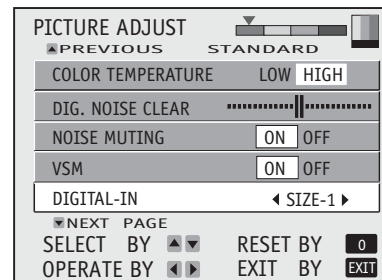 PICTURE ADJUST
PREVIOUS STANDARD
COLOR TEMPERATURE LOW HIGH
DIG. NOISE CLEAR
NOISE MUTING ON OFF
VSM ON OFF
DIGITAL-IN SIZE-1
NEXT PAGE
SELECT BY RESET BY 0
OPERATE BY EXIT BY EXIT